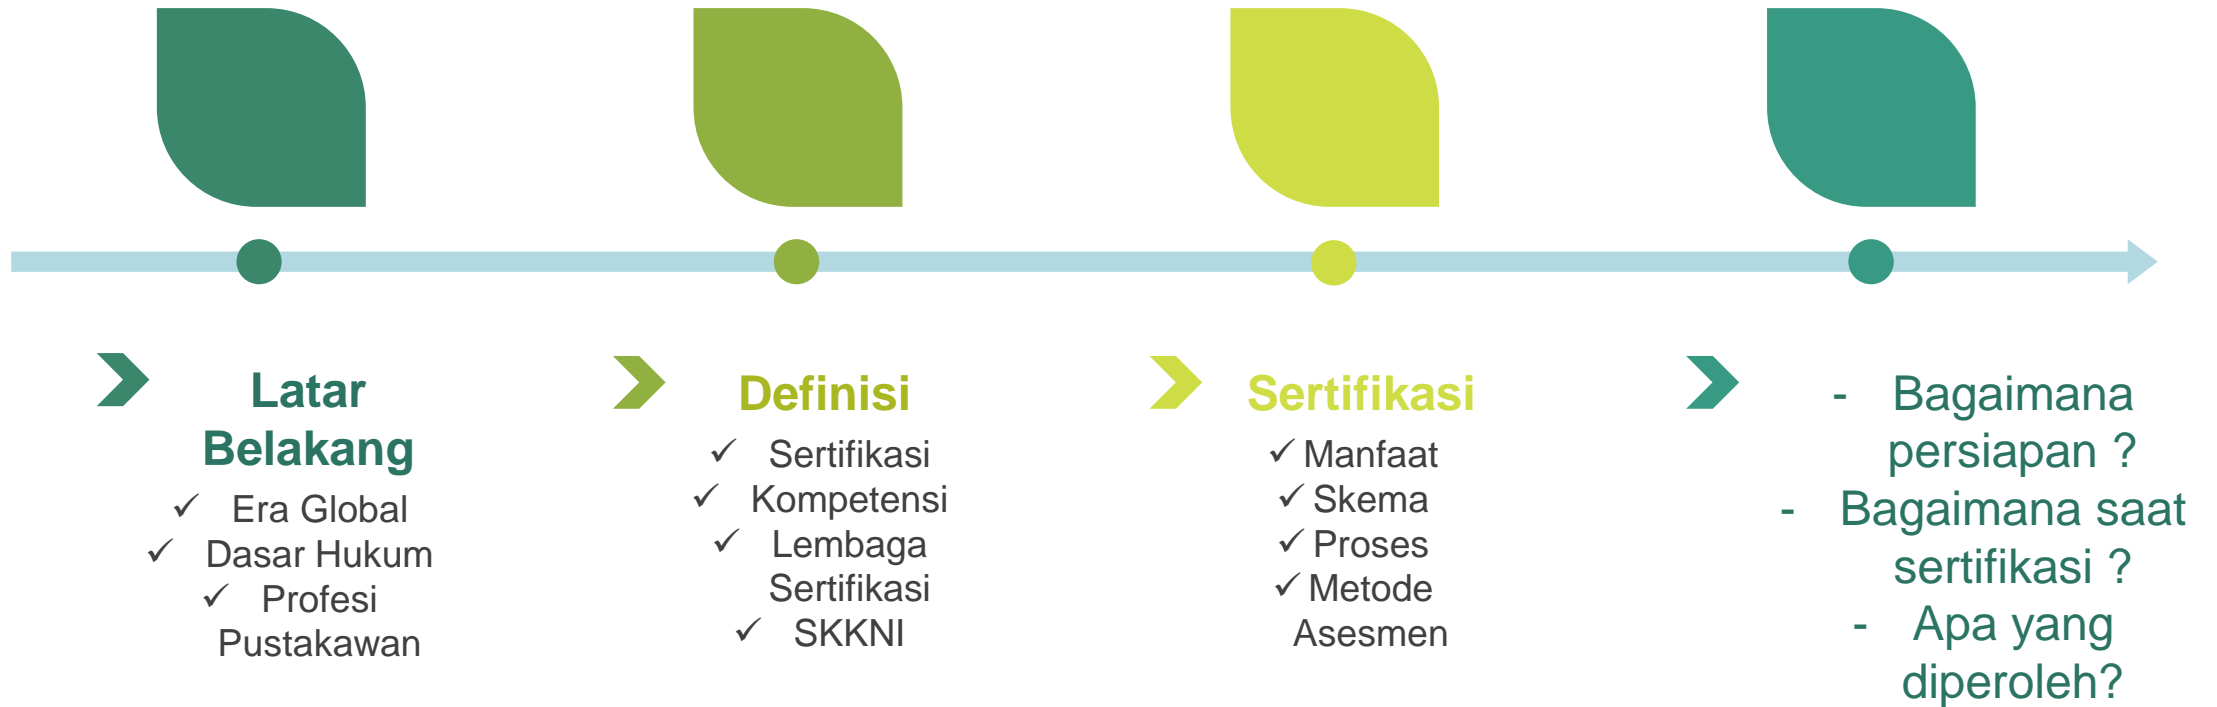 Latar
Belakang
✓ Era Global
✓ Dasar Hukum
✓ Profesi
Pustakawan
Definisi
✓ Sertifikasi
✓ Kompetensi
✓ Lembaga
Sertifikasi
✓ SKKNI
Sertifikasi
✓ Manfaat
✓ Skema
✓ Proses
✓ Metode
Asesmen
- Bagaimana
persiapan ?
- Bagaimana saat
sertifikasi ?
- Apa yang
diperoleh?